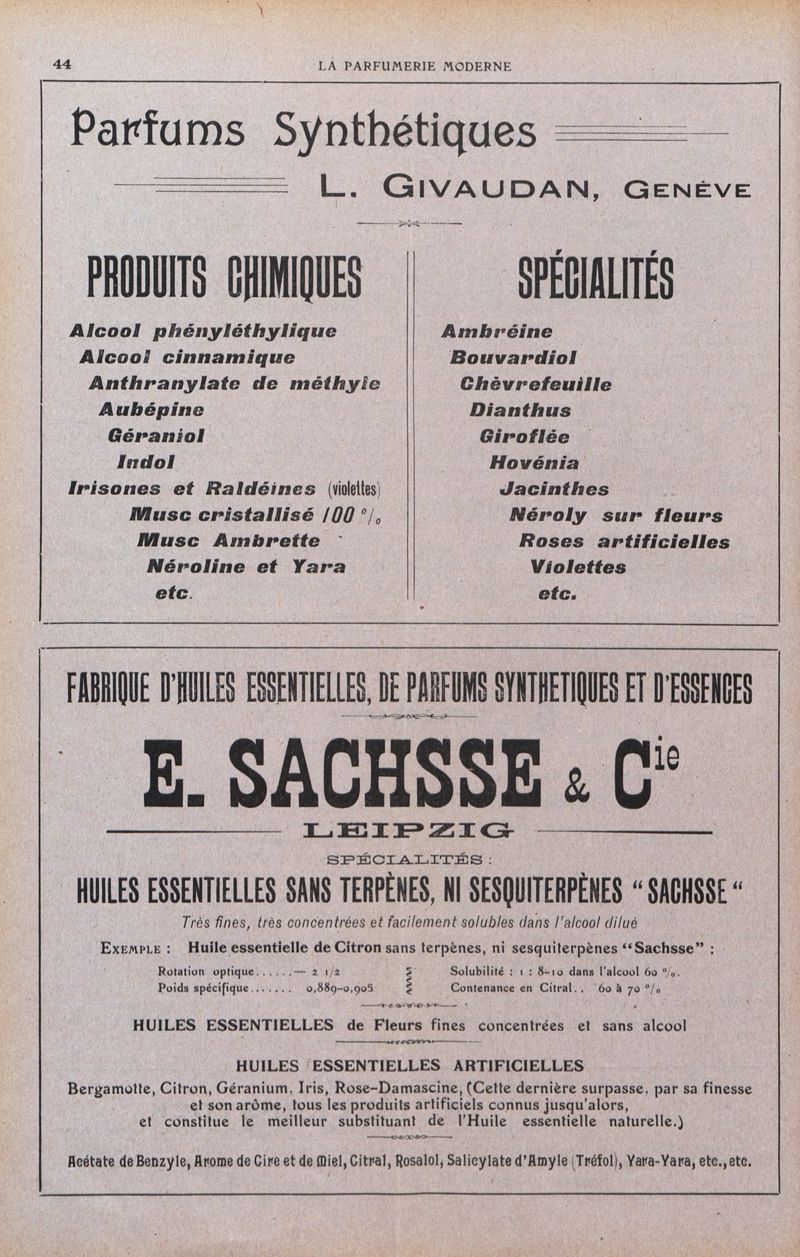 44
LA PARFUMERIE MODERNE
Parfums Synthétiques
L. GIVAUDAN, GENÈVE
PRODUITS CHIMIQUES
Alcool phényléthylique
Alcool cinnamique
Anthranylate de méthyle
Aubépine
Géraniol
Indol
Irisones et Raldéines (violettes)
Musc cristallisé 100 %
Musc Ambrette
Néroline et Yara
etc.
SPÉCIALITÉS
Ambréine
Bouvardiol
Chèvrefeuille
Dianthus
Giroflée
Hovénia
Jacinthes
Néroly sur fleurs
Roses artificielles
Violettes
etc.
FABRIQUE D'HUILES ESSENTIELLES, DE PARFUMS SYNTHETIQUES ET D'ESSENCES
E. SACHSSE & Cie
LEIPZIG
SPÉCIALITÉS :
HUILES ESSENTIELLES SANS TERPÈNES, NI SESQUITERPÈNES "SACHSSE"
Très fines, très concentrées et facilement solubles dans l'alcool dilué
EXEMPLE : Huile essentielle de Citron sans terpènes, ni sesquiterpènes "Sachsse" :
Rotation optique...... — 2 1/2
Poids spécifique....... 0,889-0,905
Solubilité : 1 : 8-10 dans l'alcool 60 %.
Contenance en Citral.. 60 à 70 %
HUILES ESSENTIELLES de Fleurs fines concentrées et sans alcool
HUILES ESSENTIELLES ARTIFICIELLES
Bergamotte, Citron, Géranium, Iris, Rose-Damascine, (Cette dernière surpasse, par sa finesse
et son arôme, tous les produits artificiels connus jusqu'alors,
et constitue le meilleur substituant de l'Huile essentielle naturelle.)
Acétate de Benzyle, Arome de Cire et de Miel, Citral, Rosalol, Salicylate d'Amyle (Tréfol), Yara-Yara, etc., etc.